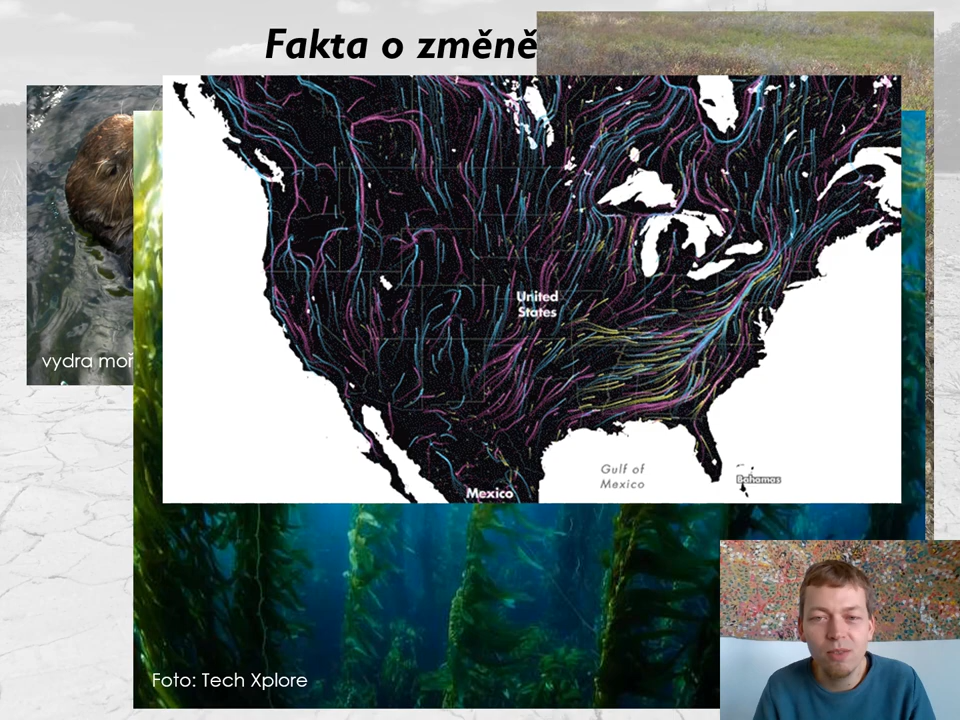 Fakta o změně
United
States
Gulf of
Mexico
Bahamas
Mexico
vydra moř
Foto: Tech Xplore